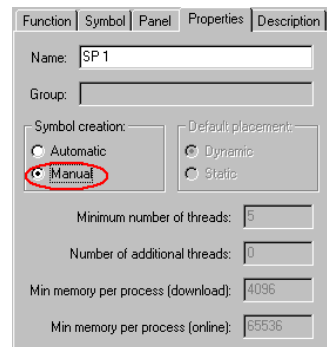 Function Symbol Panel Properties Description
Name: SP 1
Group:
Symbol creation: Default placement:
Automatic Dynamic
Manual Static
Minimum number of threads: 5
Number of additional threads: 0
Min memory per process (download): 4096
Min memory per process (online): 65536